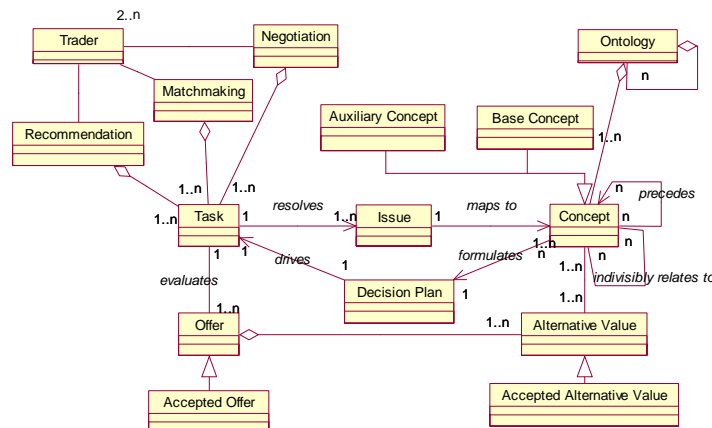 2..n
Trader
Negotiation
Ontology
n
Matchmaking
Auxiliary Concept
Base Concept
Recommendation
1..n
1..n
1..n
1..n
n
precedes
Task
1
resolves
1..n
Issue
1
maps to
Concept
n
1
1
drives
formulates
1..n
n
n
n
evaluates
1
Decision Plan
1
1..n
indivisibly relates to
1..n
1..n
Offer
1..n
Alternative Value
Accepted Offer
Accepted Alternative Value